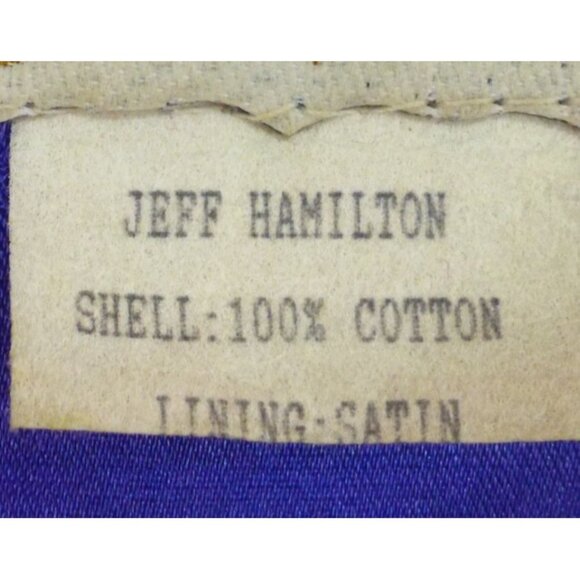 JEFF HAMILTON
SHELL:100% COTTON
LINING:SATIN